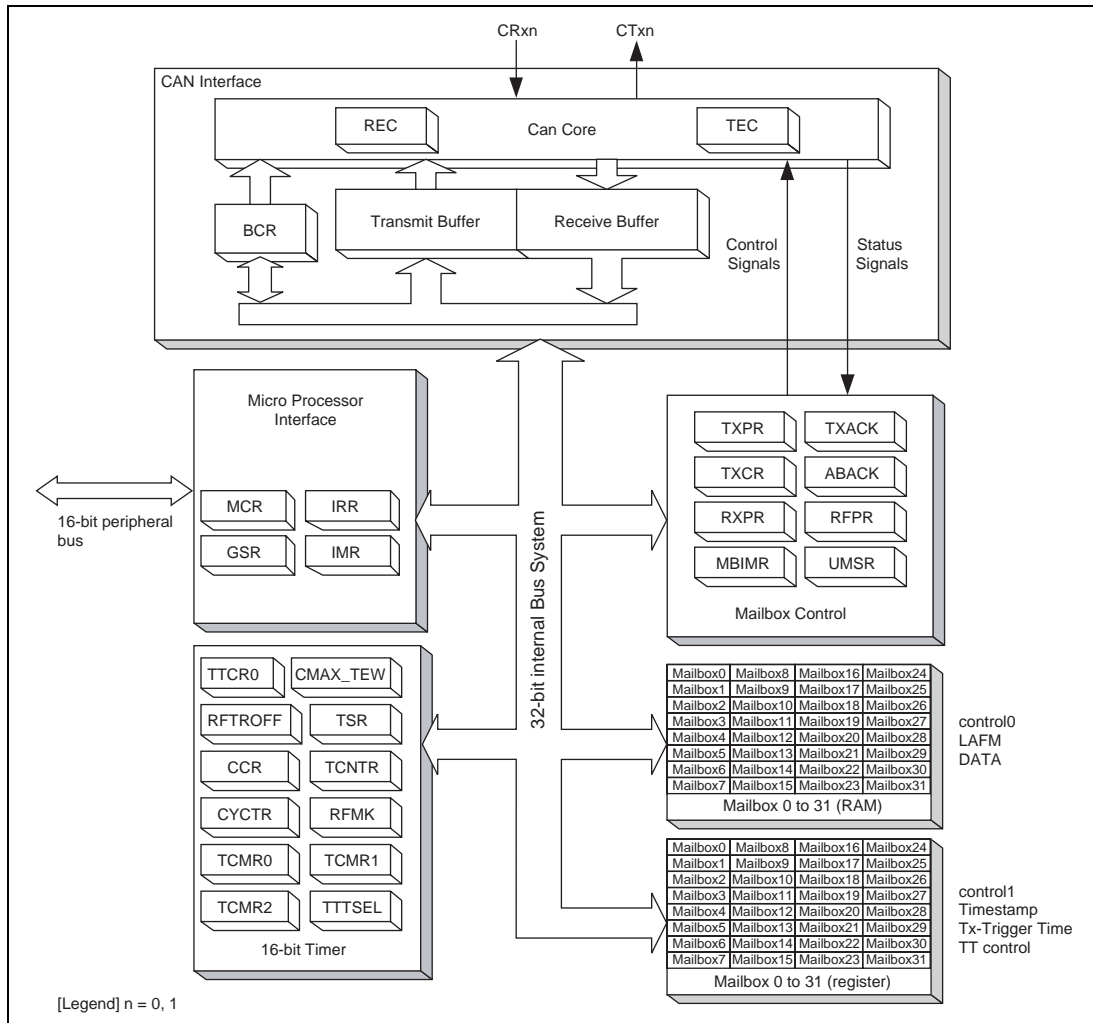 CRxn
CTxn
CAN Interface
REC
Can Core
TEC
BCR
Transmit Buffer
Receive Buffer
Control
Signals
Status
Signals
Micro Processor
Interface
MCR
IRR
GSR
IMR
16-bit peripheral
bus
32-bit internal Bus System
TXPR
TXACK
TXCR
ABACK
RXPR
RFPR
MBIMR
UMSR
Mailbox Control
TTCR0
CMAX_TEW
RFTROFF
TSR
CCR
TCNTR
CYCTR
RFMK
TCMR0
TCMR1
TCMR2
TTTSEL
16-bit Timer
Mailbox0 Mailbox8 Mailbox16 Mailbox24
Mailbox1 Mailbox9 Mailbox17 Mailbox25
Mailbox2 Mailbox10 Mailbox18 Mailbox26
Mailbox3 Mailbox11 Mailbox19 Mailbox27
Mailbox4 Mailbox12 Mailbox20 Mailbox28
Mailbox5 Mailbox13 Mailbox21 Mailbox29
Mailbox6 Mailbox14 Mailbox22 Mailbox30
Mailbox7 Mailbox15 Mailbox23 Mailbox31
Mailbox 0 to 31 (RAM)
control0
LAFM
DATA
Mailbox0 Mailbox8 Mailbox16 Mailbox24
Mailbox1 Mailbox9 Mailbox17 Mailbox25
Mailbox2 Mailbox10 Mailbox18 Mailbox26
Mailbox3 Mailbox11 Mailbox19 Mailbox27
Mailbox4 Mailbox12 Mailbox20 Mailbox28
Mailbox5 Mailbox13 Mailbox21 Mailbox29
Mailbox6 Mailbox14 Mailbox22 Mailbox30
Mailbox7 Mailbox15 Mailbox23 Mailbox31
Mailbox 0 to 31 (register)
control1
Timestamp
Tx-Trigger Time
TT control
[Legend] n = 0, 1